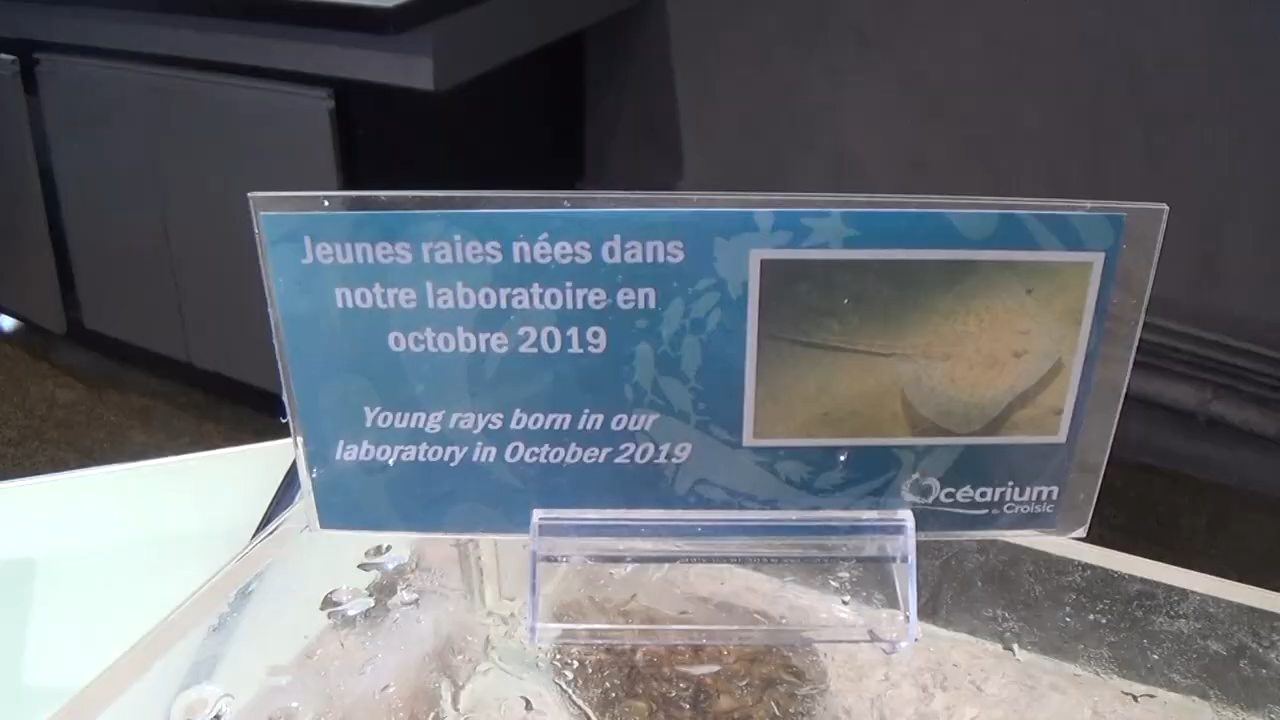 Jeunes raies nées dans
notre laboratoire en
octobre 2019
Young rays born in our
laboratory in October 2019
Océarium
du Croisic